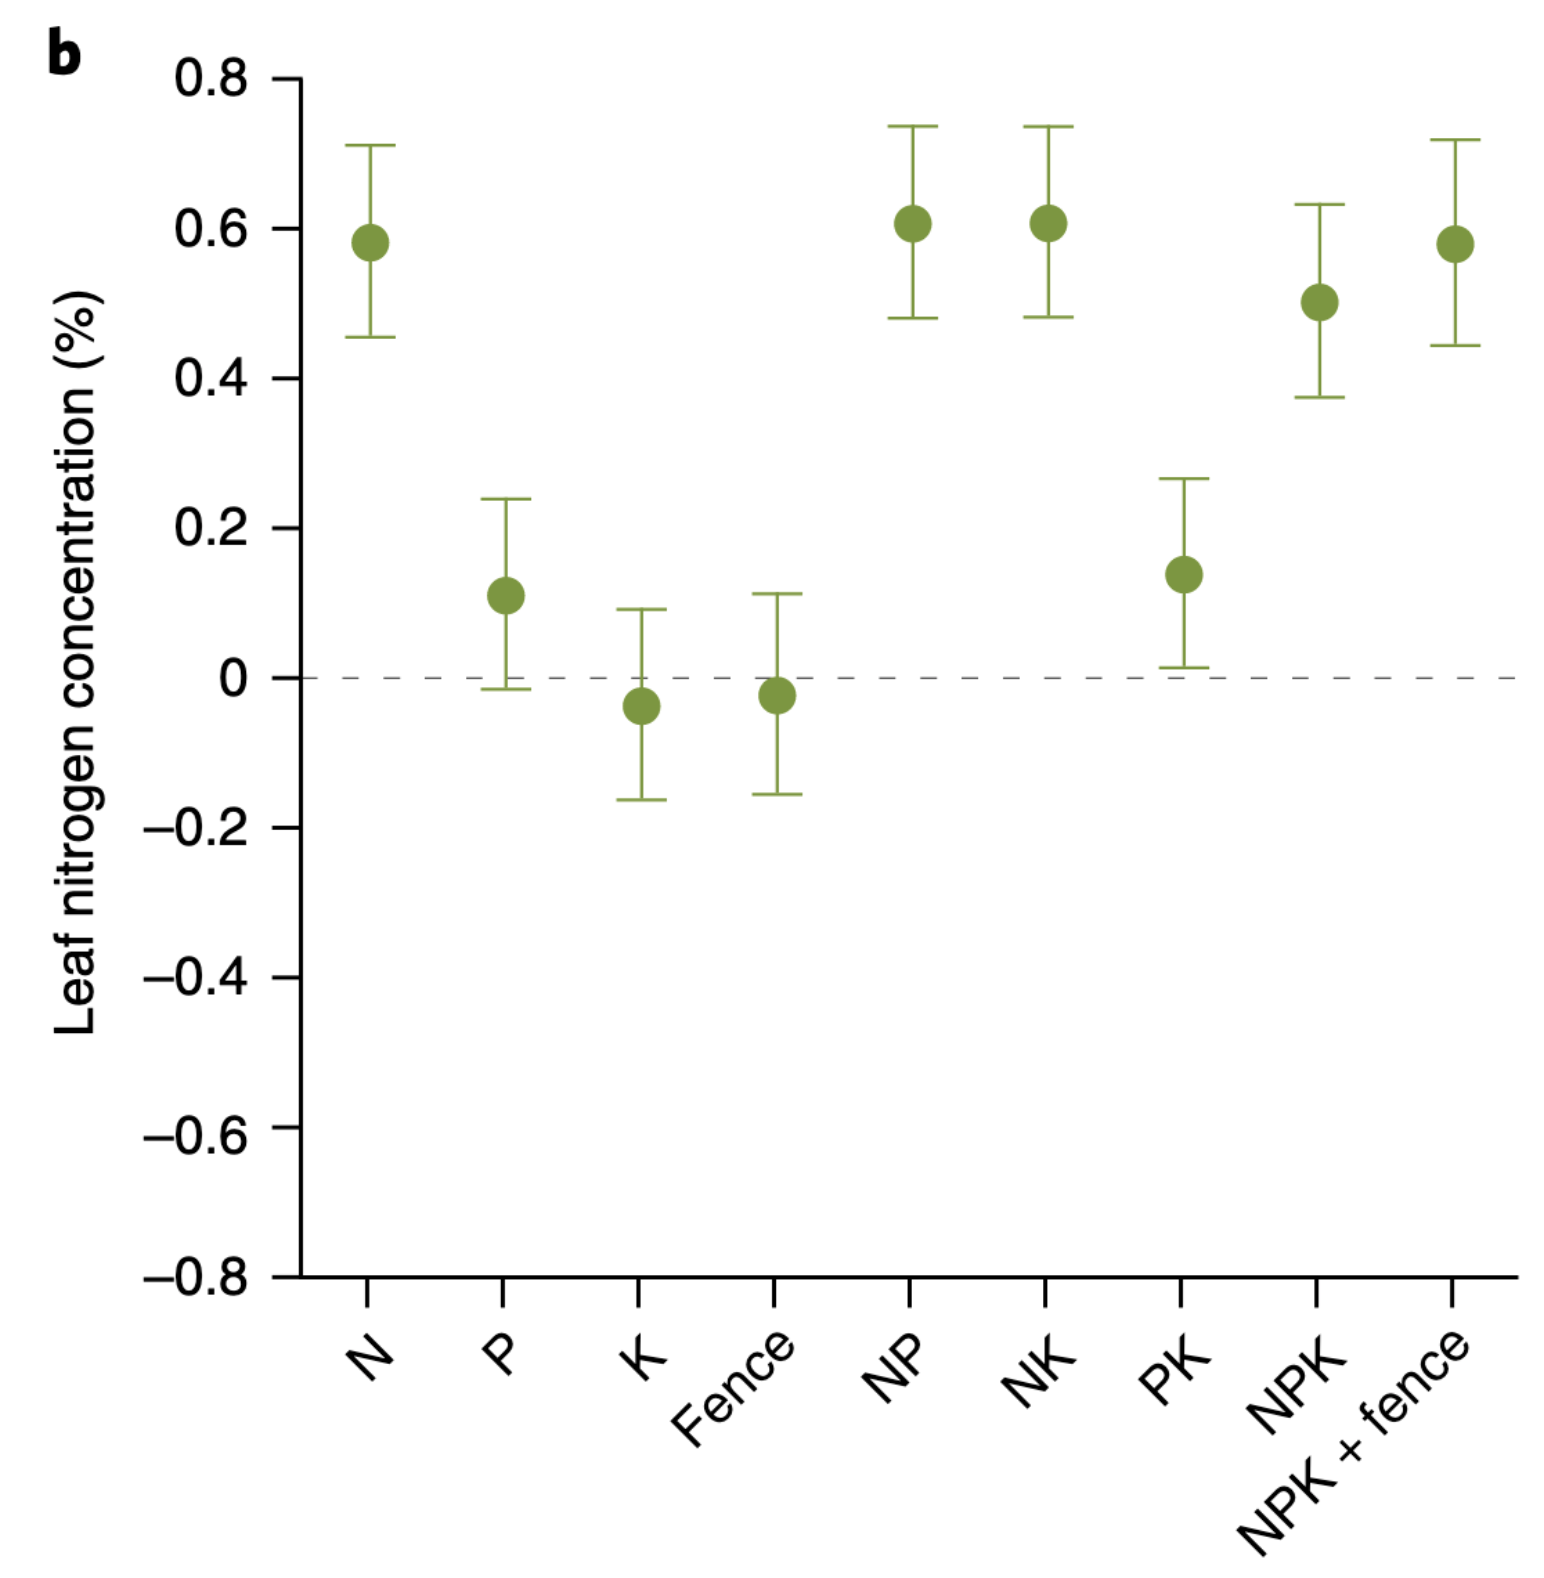 b
Leaf nitrogen concentration (%)
0.8
0.6
0.4
0.2
0
–0.2
–0.4
–0.6
–0.8
N
P
K
Fence
NP
NK
PK
NPK
NPK + fence